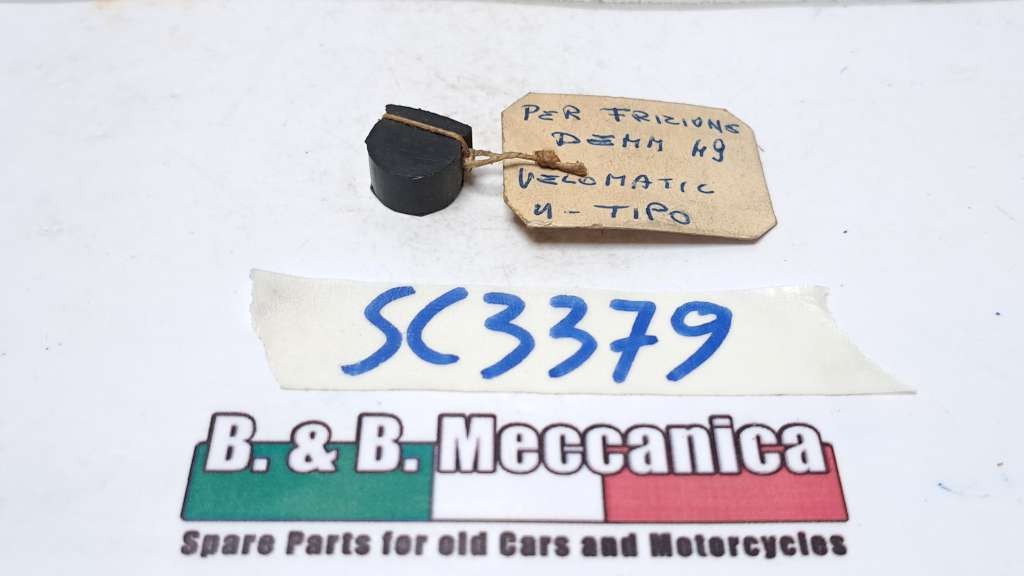 PER FRIZIONE
DEMM 49
VELOMATIC
4 - TIPO
SC3379
B. & B. Meccanica
Spare Parts for old Cars and Motorcycles